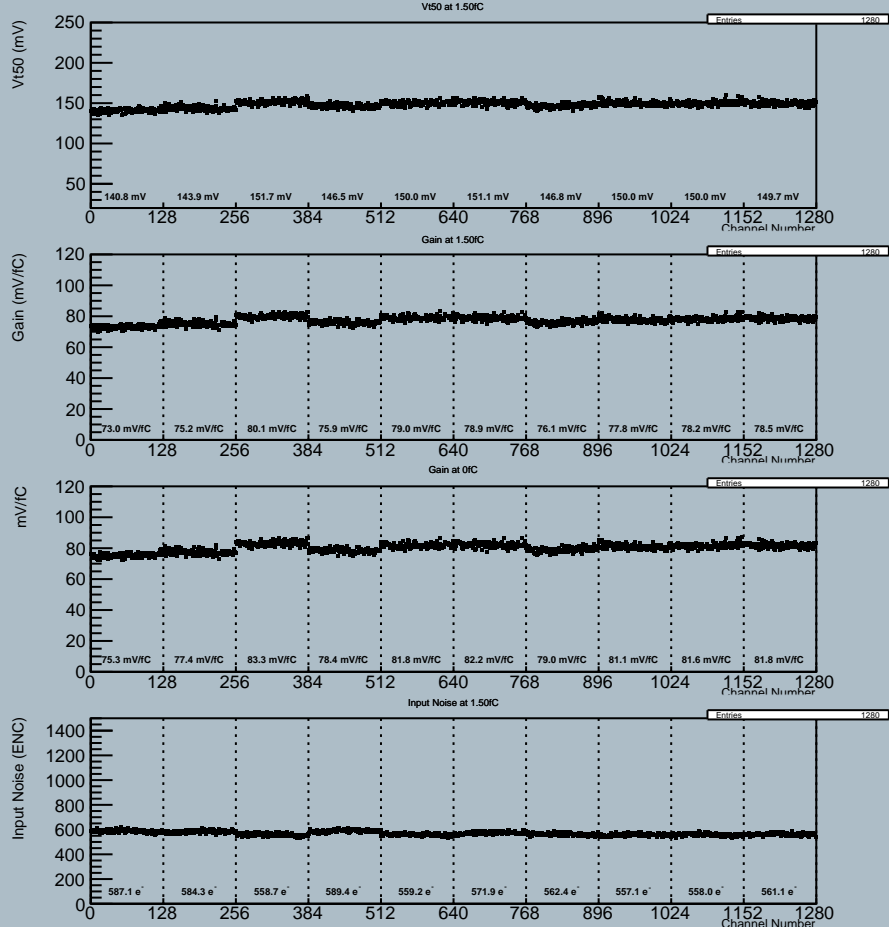 Vt50 at 1.50fC
Entries 1280
Vt50 (mV)
250
200
150
100
50
140.8 mV 143.9 mV 151.7 mV 146.5 mV 150.0 mV 151.1 mV 146.8 mV 150.0 mV 150.0 mV 149.7 mV
0 128 256 384 512 640 768 896 1024 1152 1280
Channel Number
Gain at 1.50fC
Entries 1280
Gain (mV/fC)
120
100
80
60
40
20
0
73.0 mV/fC 75.2 mV/fC 80.1 mV/fC 75.9 mV/fC 79.0 mV/fC 78.9 mV/fC 76.1 mV/fC 77.8 mV/fC 78.2 mV/fC 78.5 mV/fC
0 128 256 384 512 640 768 896 1024 1152 1280
Channel Number
Gain at 0fC
Entries 1280
mV/fC
120
100
80
60
40
20
0
75.3 mV/fC 77.4 mV/fC 83.3 mV/fC 78.4 mV/fC 81.8 mV/fC 82.2 mV/fC 79.0 mV/fC 81.1 mV/fC 81.6 mV/fC 81.8 mV/fC
0 128 256 384 512 640 768 896 1024 1152 1280
Channel Number
Input Noise at 1.50fC
Entries 1280
Input Noise (ENC)
1400
1200
1000
800
600
400
200
0
587.1 e⁻ 584.3 e⁻ 558.7 e⁻ 589.4 e⁻ 559.2 e⁻ 571.9 e⁻ 562.4 e⁻ 557.1 e⁻ 558.0 e⁻ 561.1 e⁻
0 128 256 384 512 640 768 896 1024 1152 1280
Channel Number